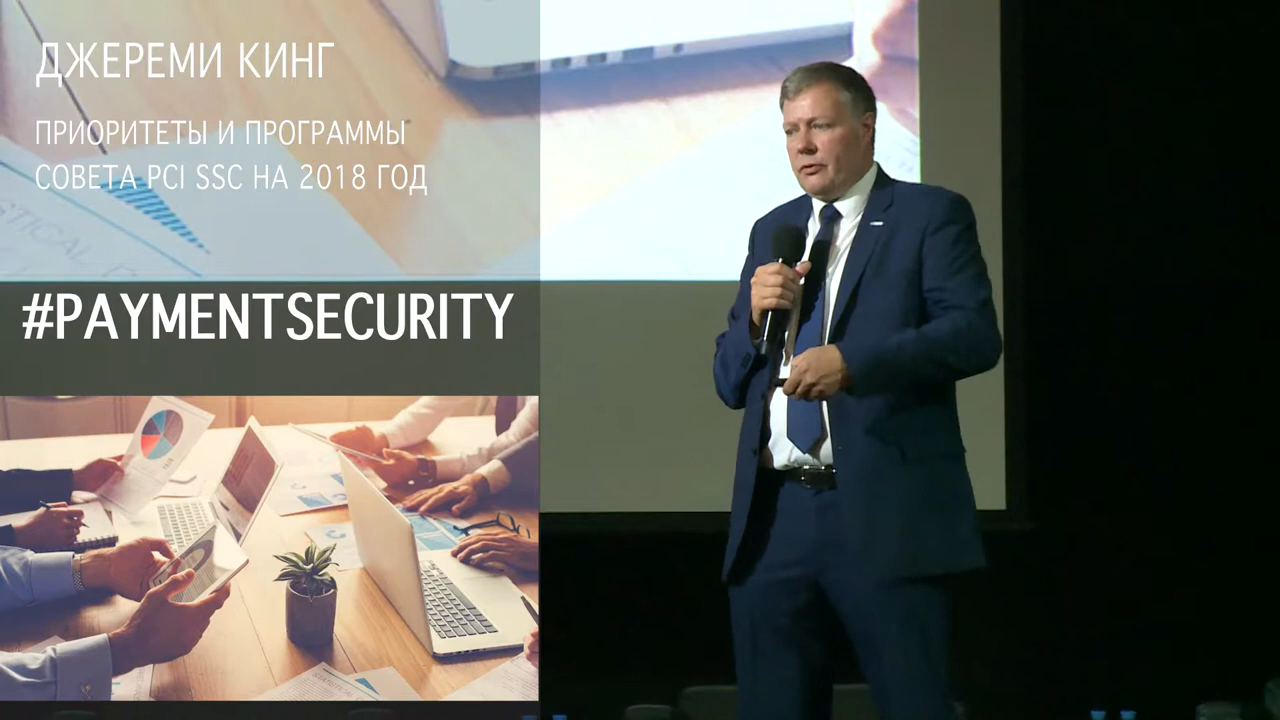 ДЖЕРЕМИ КИНГ
ПРИОРИТЕТЫ И ПРОГРАММЫ
СОВЕТА PCI SSC НА 2018 ГОД
#PAYMENTSECURITY